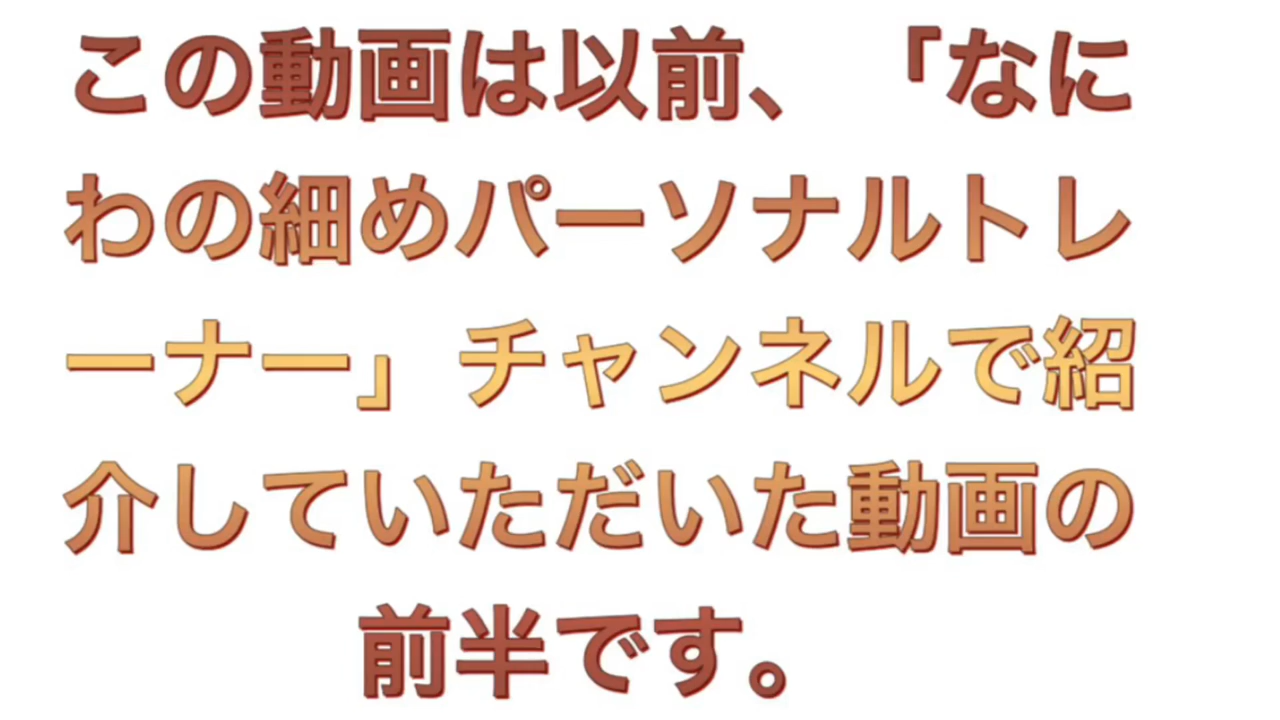 この動画は以前、「なに
わの細めパーソナルトレ
ーナー」チャンネルで紹
介していただいた動画の
前半です。